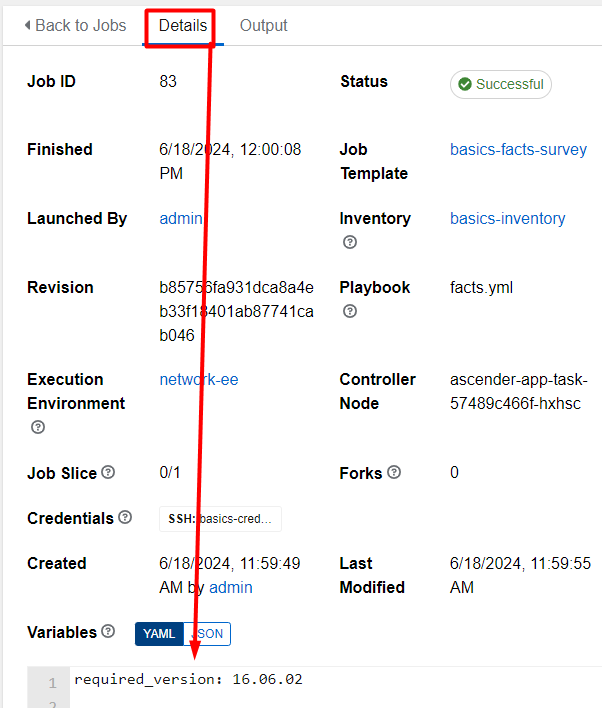 Back to Jobs Details Output
Job ID 83 Status Successful
Finished 6/18/2024, 12:00:08 Job basics-facts-survey
PM Template
Launched By admin Inventory basics-inventory
Revision b85756fa931dca8a4e Playbook facts.yml
b33f18401ab87741ca
b046
Execution network-ee Controller ascender-app-task-
Environment Node 57489c466f-hxhsc
Job Slice 0/1 Forks 0
Credentials SSH: basics-cred...
Created 6/18/2024, 11:59:49 Last 6/18/2024, 11:59:55
AM by admin Modified AM
Variables YAML JSON
1 required_version: 16.06.02
2